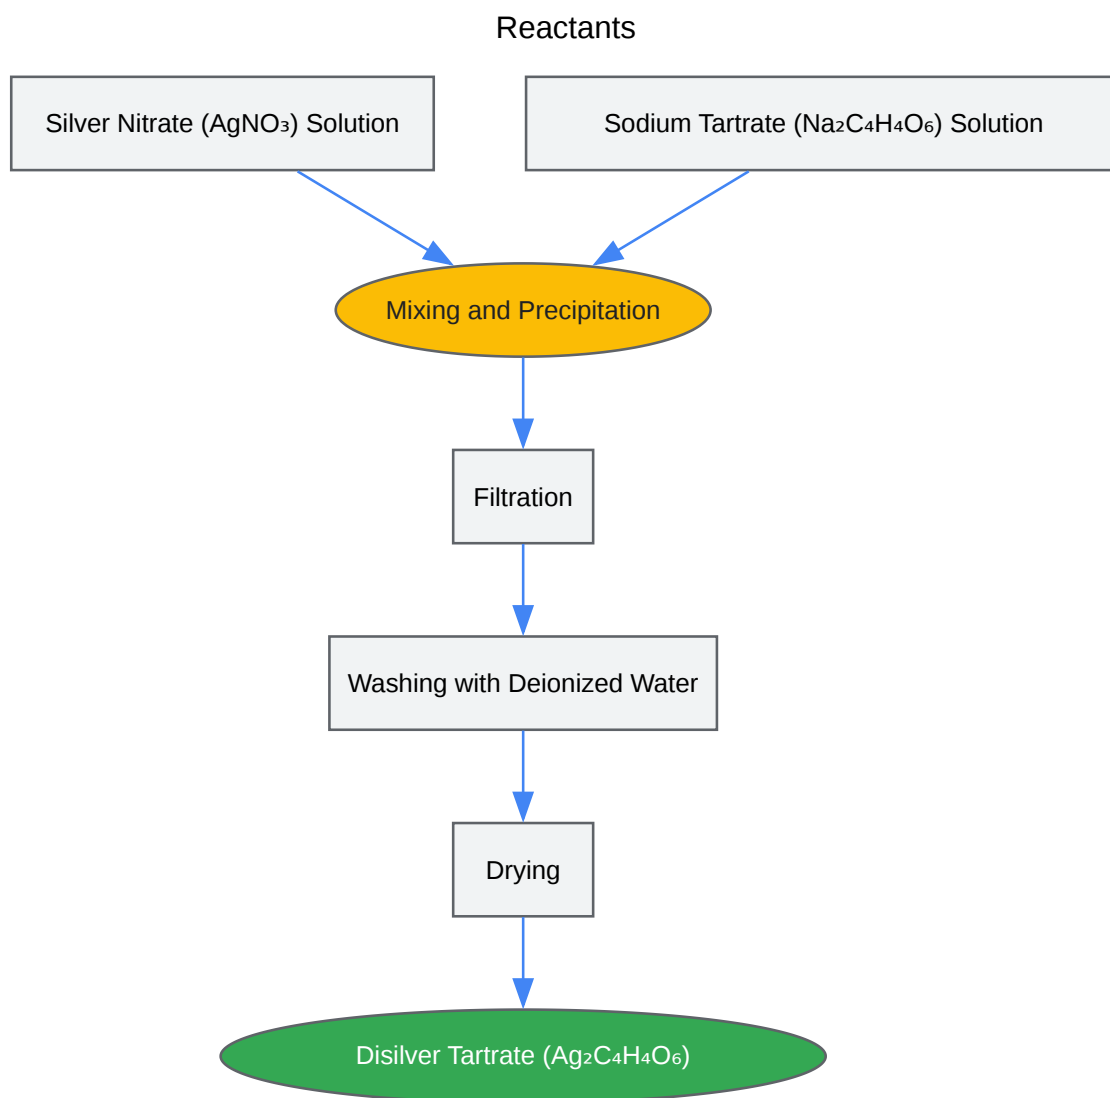 Reactants
Silver Nitrate (AgNO₃) Solution
Sodium Tartrate (Na₂C₄H₄O₆) Solution
Mixing and Precipitation
Filtration
Washing with Deionized Water
Drying
Disilver Tartrate (Ag₂C₄H₄O₆)